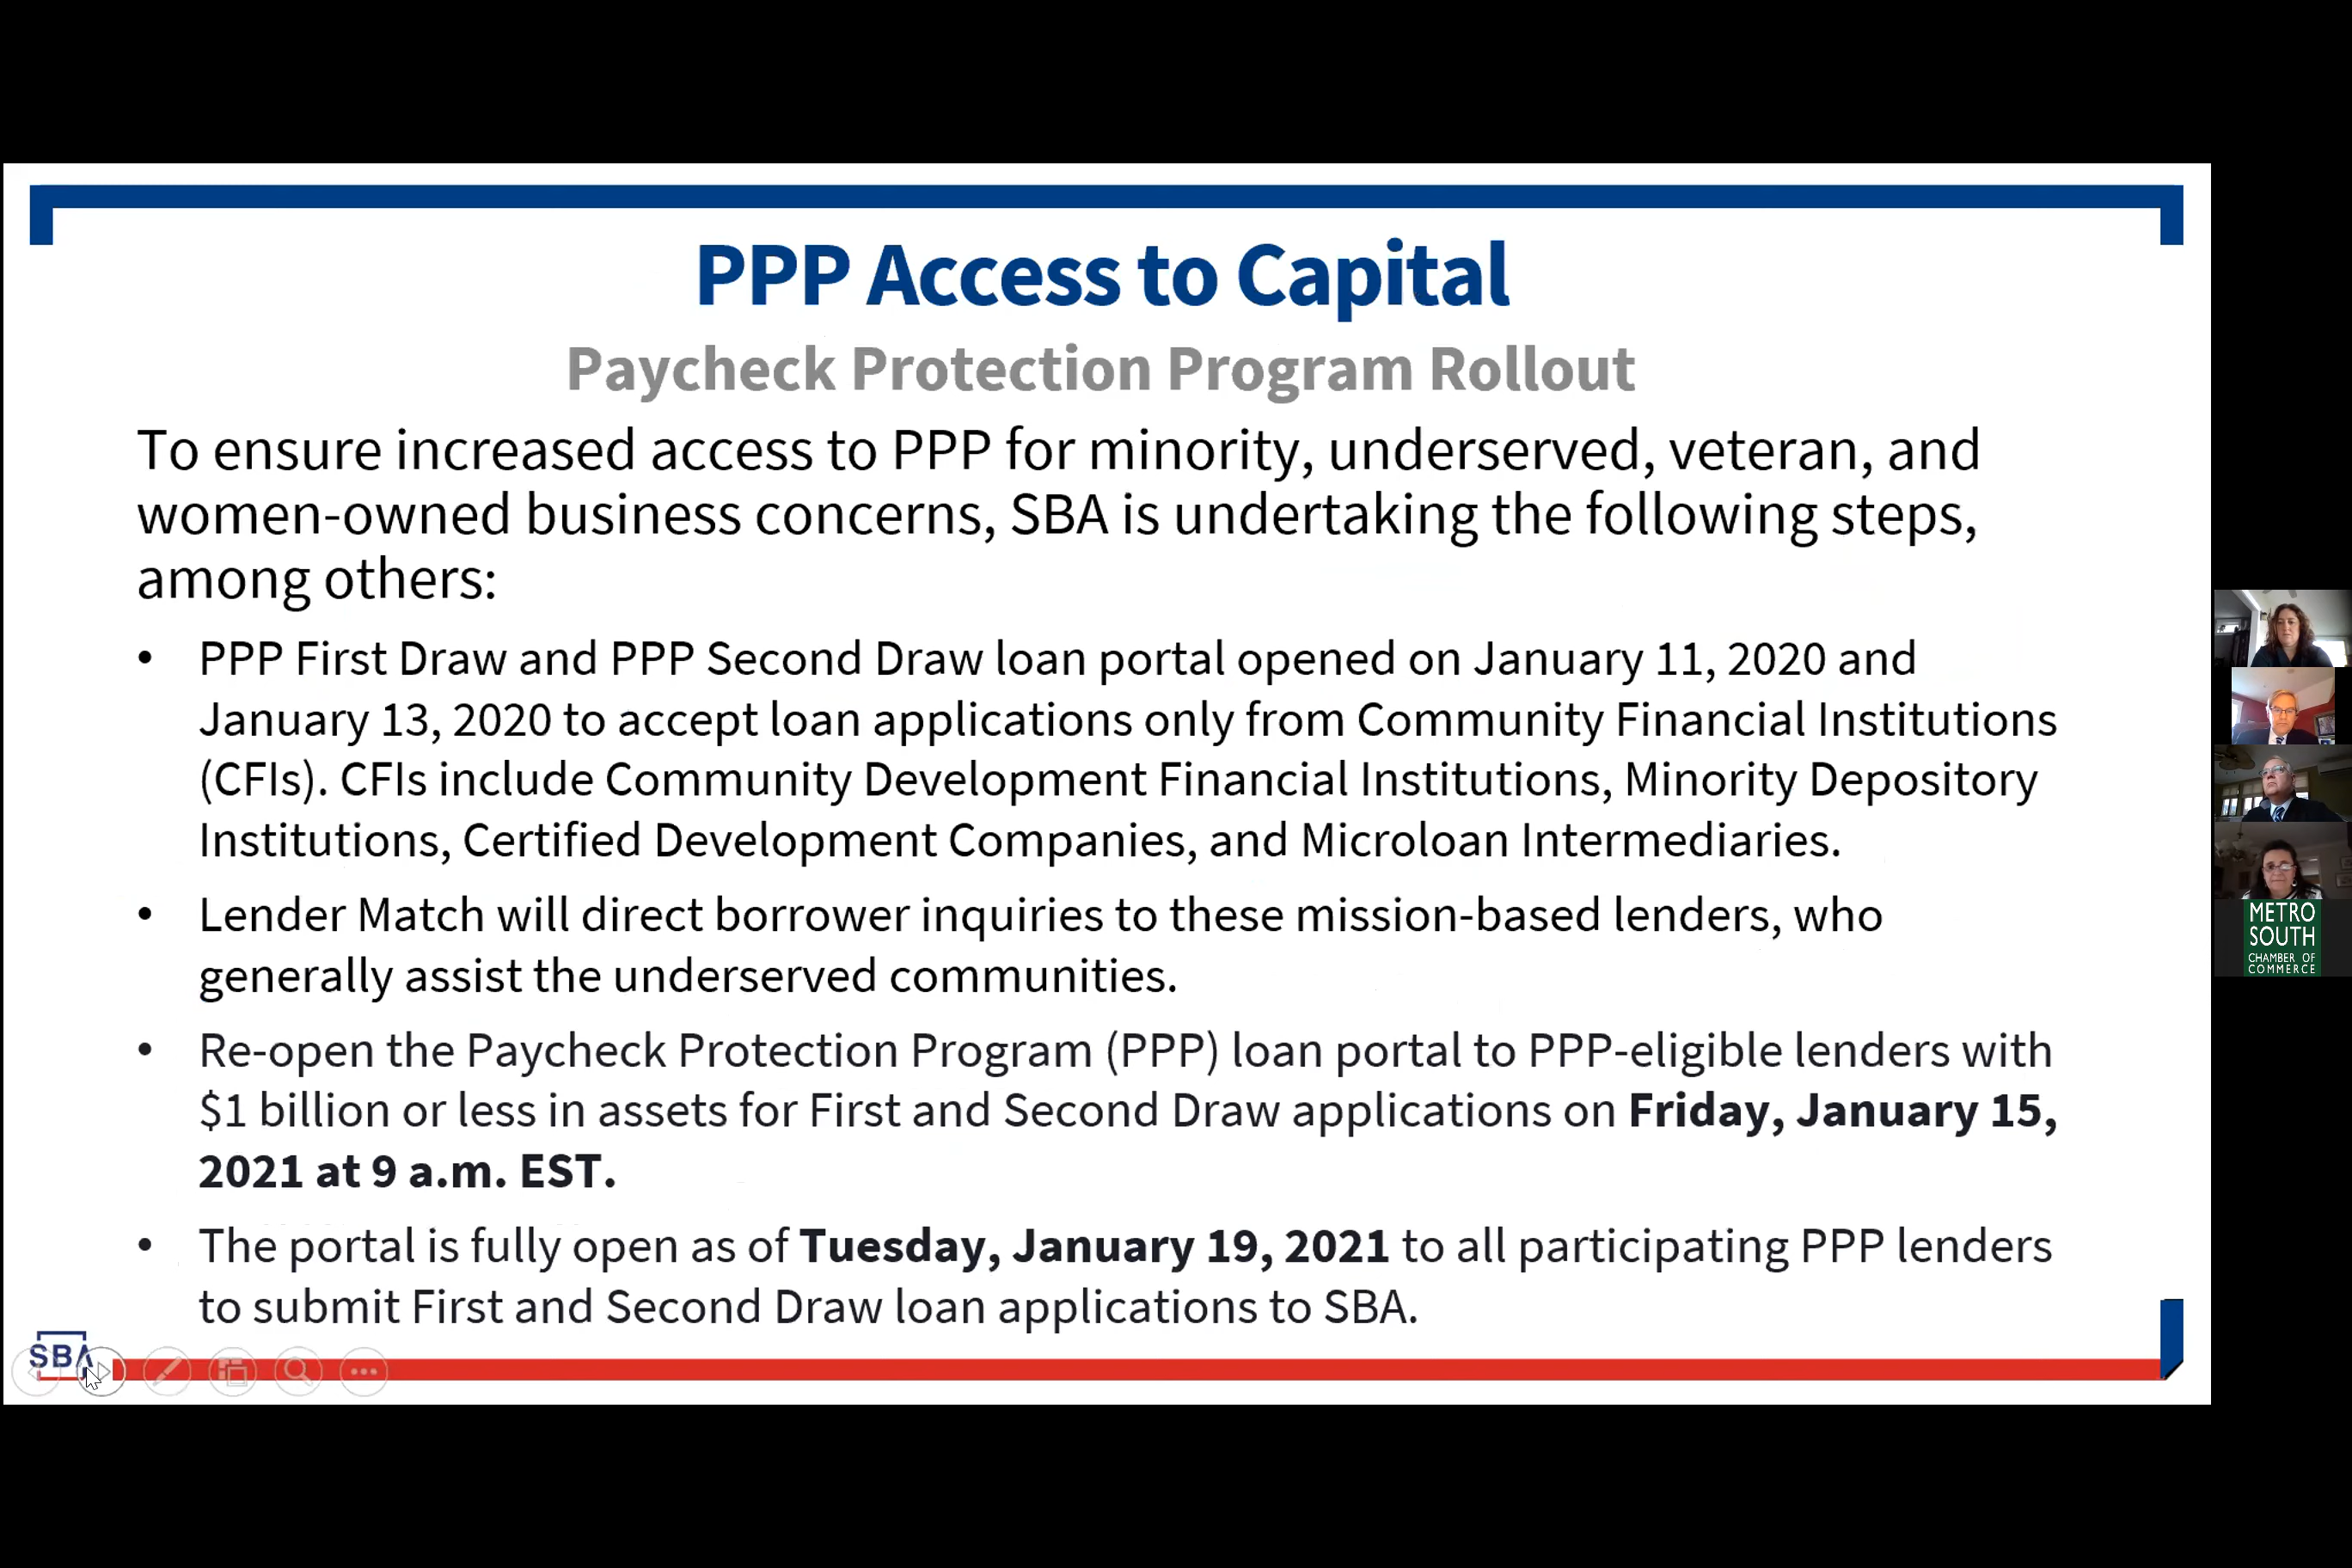 PPP Access to Capital
Paycheck Protection Program Rollout
To ensure increased access to PPP for minority, underserved, veteran, and
women-owned business concerns, SBA is undertaking the following steps,
among others:
• PPP First Draw and PPP Second Draw loan portal opened on January 11, 2020 and
January 13, 2020 to accept loan applications only from Community Financial Institutions
(CFIs). CFIs include Community Development Financial Institutions, Minority Depository
Institutions, Certified Development Companies, and Microloan Intermediaries.
• Lender Match will direct borrower inquiries to these mission-based lenders, who
generally assist the underserved communities.
• Re-open the Paycheck Protection Program (PPP) loan portal to PPP-eligible lenders with
$1 billion or less in assets for First and Second Draw applications on Friday, January 15,
2021 at 9 a.m. EST.
• The portal is fully open as of Tuesday, January 19, 2021 to all participating PPP lenders
to submit First and Second Draw loan applications to SBA.
SBA
METRO
SOUTH
CHAMBER OF
COMMERCE